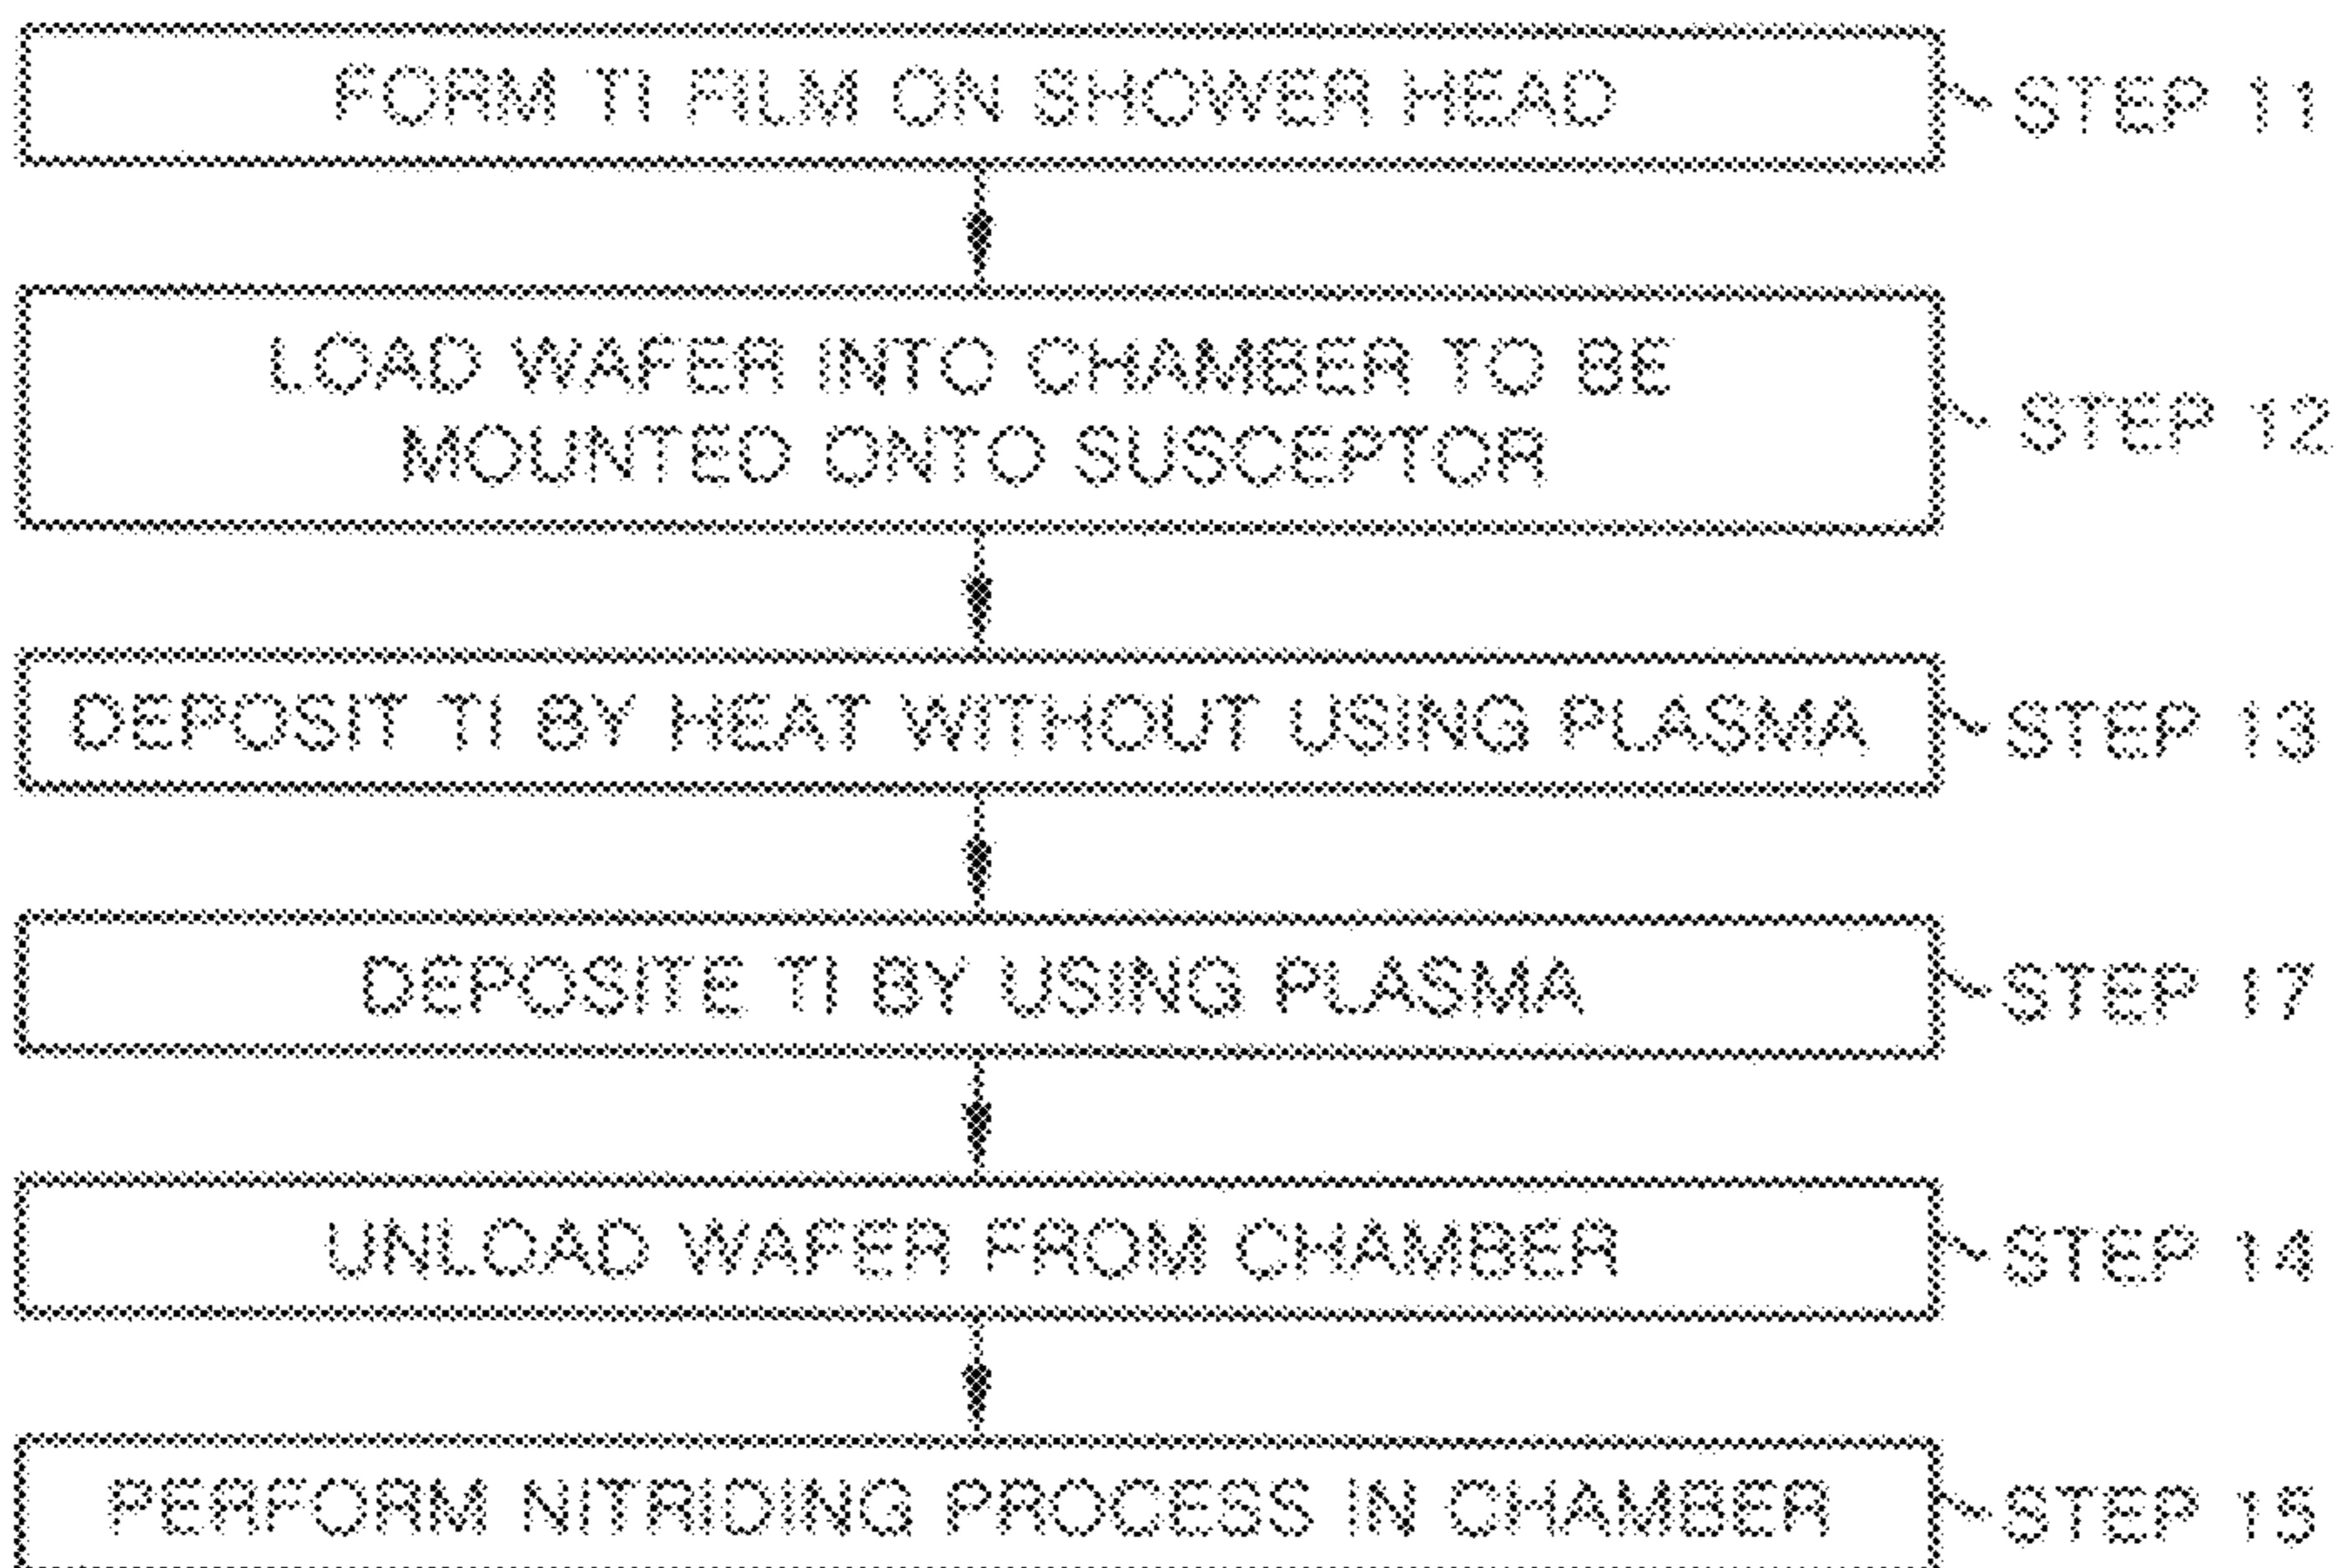 FORM TI FILM ON SHOWER HEAD
STEP 11
LOAD WAFER INTO CHAMBER TO BE
MOUNTED ONTO SUSCEPTOR
STEP 12
DEPOSIT TI BY HEAT WITHOUT USING PLASMA
STEP 13
DEPOSITE TI BY USING PLASMA
STEP 17
UNLOAD WAFER FROM CHAMBER
STEP 14
PERFORM NITRIDING PROCESS IN CHAMBER
STEP 15